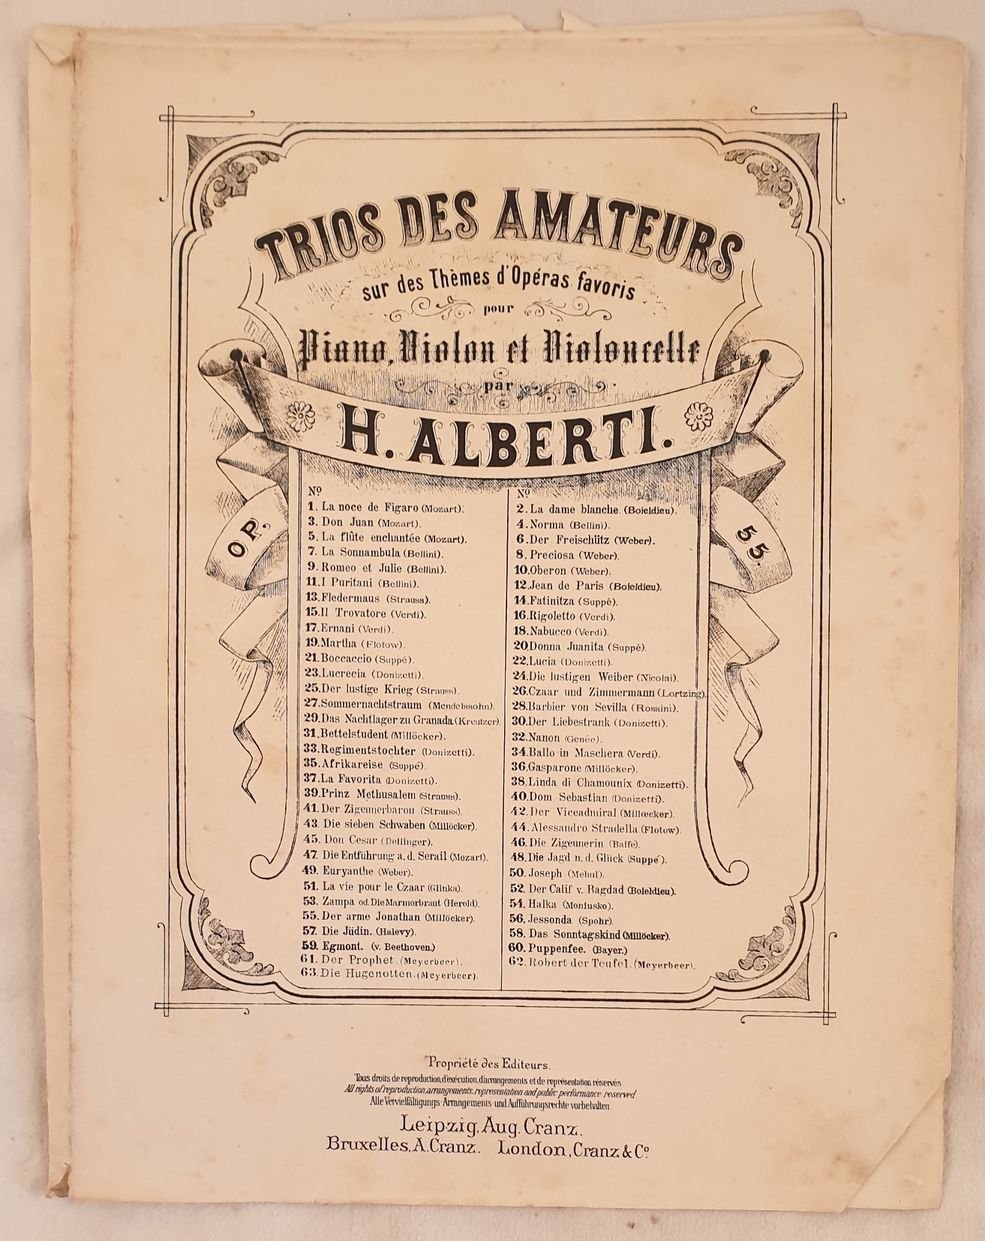 TRIOS DES AMATEURS
sur des Thèmes d'Opéras favoris
pour
Piano, Violon et Violoncelle
par
H. ALBERTI.
OP. 55.
Nº
1. La noce de Figaro (Mozart).
3. Don Juan (Mozart).
5. La flûte enchantée (Mozart).
7. La Sonnambula (Bellini).
9. Romeo et Julie (Bellini).
11. I Puritani (Bellini).
13. Fledermaus (Strauss).
15. Il Trovatore (Verdi).
17. Ernani (Verdi).
19. Martha (Flotow).
21. Boccaccio (Suppé).
23. Lucrecia (Donizetti).
25. Der lustige Krieg (Strauss).
27. Sommernachtstraum (Mendelssohn).
29. Das Nachtlager zu Granada (Kreutzer).
31. Bettelstudent (Millöcker).
33. Regimentstochter (Donizetti).
35. Afrikareise (Suppé).
37. La Favorita (Donizetti).
39. Prinz Methusalem (Strauss).
41. Der Zigeunerbaron (Strauss).
43. Die sieben Schwaben (Millöcker).
45. Don Cesar (Dellinger).
47. Die Entführung a. d. Serail (Mozart).
49. Euryanthe (Weber).
51. La vie pour le Czaar (Glinka).
53. Zampa od. Die Marmorbraut (Herold).
55. Der arme Jonathan (Millöcker).
57. Die Jüdin. (Halevy).
59. Egmont. (v. Beethoven)
61. Der Prophet. (Meyerbeer).
63. Die Hugenotten. (Meyerbeer).
Nº
2. La dame blanche. (Boieldieu).
4. Norma (Bellini).
6. Der Freischütz (Weber).
8. Preciosa (Weber).
10. Oberon (Weber).
12. Jean de Paris (Boieldieu).
14. Fatinitza (Suppé).
16. Rigoletto (Verdi).
18. Nabucco (Verdi).
20. Donna Juanita (Suppé).
22. Lucia (Donizetti).
24. Die lustigen Weiber (Nicolai).
26. Czaar und Zimmermann (Lortzing).
28. Barbier von Sevilla (Rossini).
30. Der Liebestrank (Donizetti).
32. Nanon (Genée).
34. Ballo in Maschera (Verdi).
36. Gasparone (Millöcker).
38. Linda di Chamounix (Donizetti).
40. Dom Sebastian (Donizetti).
42. Der Viceadmiral (Millœcker).
44. Alessandro Stradella (Flotow).
46. Die Zigeunerin (Balfe).
48. Die Jagd n. d. Glück (Suppé).
50. Joseph (Mehul).
52. Der Calif v. Bagdad (Boieldieu).
54. Halka (Moniusko).
56. Jessonda (Spohr).
58. Das Sonntagskind (Millöcker).
60. Puppenfee. (Bayer.)
62. Robert der Teufel. (Meyerbeer).
Propriété des Editeurs.
Tous droits de reproduction, d'exécution, d'arrangements et de représentation réservés
All rights of reproduction, arrangements, representation and public performance reserved
Alle Vervielfältigungs- Arrangements- und Aufführungsrechte vorbehalten.
Leipzig, Aug. Cranz.
Bruxelles, A. Cranz. London, Cranz & Cº